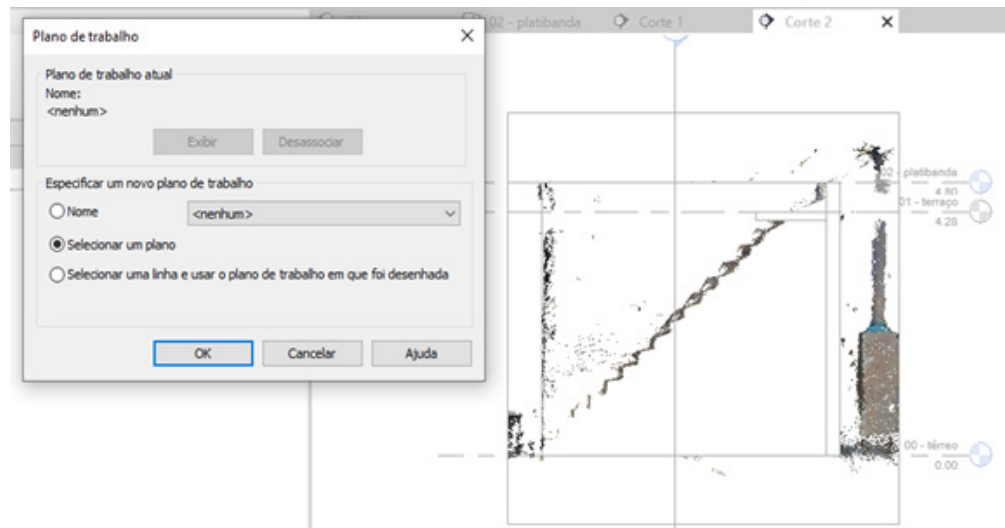 02 - platibanda
Corte 1
Corte 2
Plano de trabalho
Plano de trabalho atual
Nome:
<nenhum>
Exibir
Desassociar
Especificar um novo plano de trabalho
Nome
<nenhum>
Selecionar um plano
Selecionar uma linha e usar o plano de trabalho em que foi desenhada
OK
Cancelar
Ajuda
02 - platibanda
4.80
01 - terraço
4.28
00 - térreo
0.00